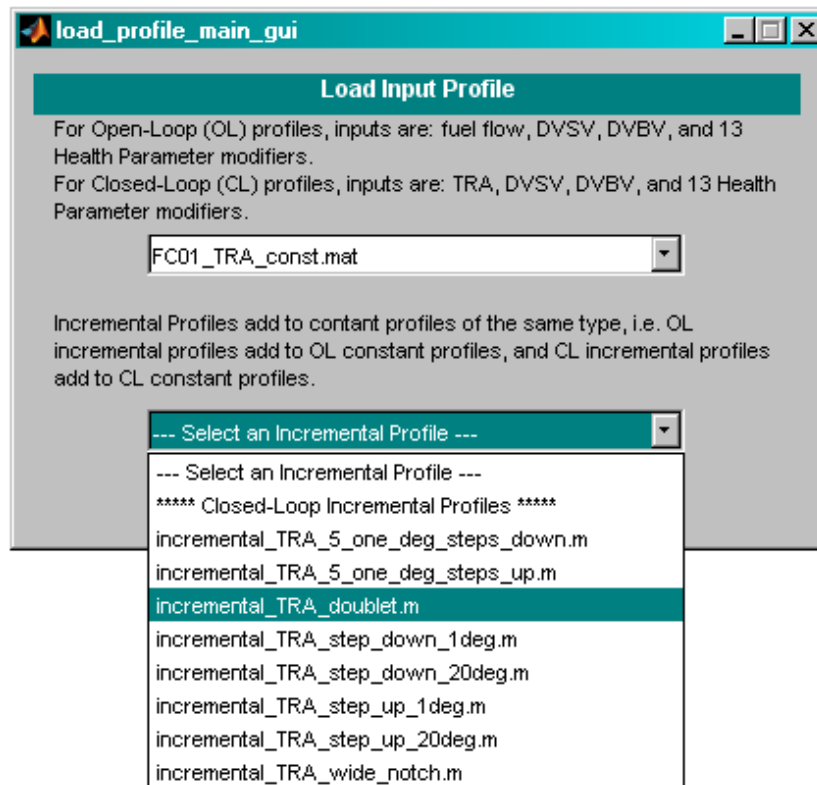 load_profile_main_gui
Load Input Profile
For Open-Loop (OL) profiles, inputs are: fuel flow, DVSV, DVBV, and 13
Health Parameter modifiers.
For Closed-Loop (CL) profiles, inputs are: TRA, DVSV, DVBV, and 13 Health
Parameter modifiers.
FC01_TRA_const.mat
Incremental Profiles add to contant profiles of the same type, i.e. OL
incremental profiles add to OL constant profiles, and CL incremental profiles
add to CL constant profiles.
--- Select an Incremental Profile ---
--- Select an Incremental Profile ---
***** Closed-Loop Incremental Profiles *****
incremental_TRA_5_one_deg_steps_down.m
incremental_TRA_5_one_deg_steps_up.m
incremental_TRA_doublet.m
incremental_TRA_step_down_1deg.m
incremental_TRA_step_down_20deg.m
incremental_TRA_step_up_1deg.m
incremental_TRA_step_up_20deg.m
incremental_TRA_wide_notch.m